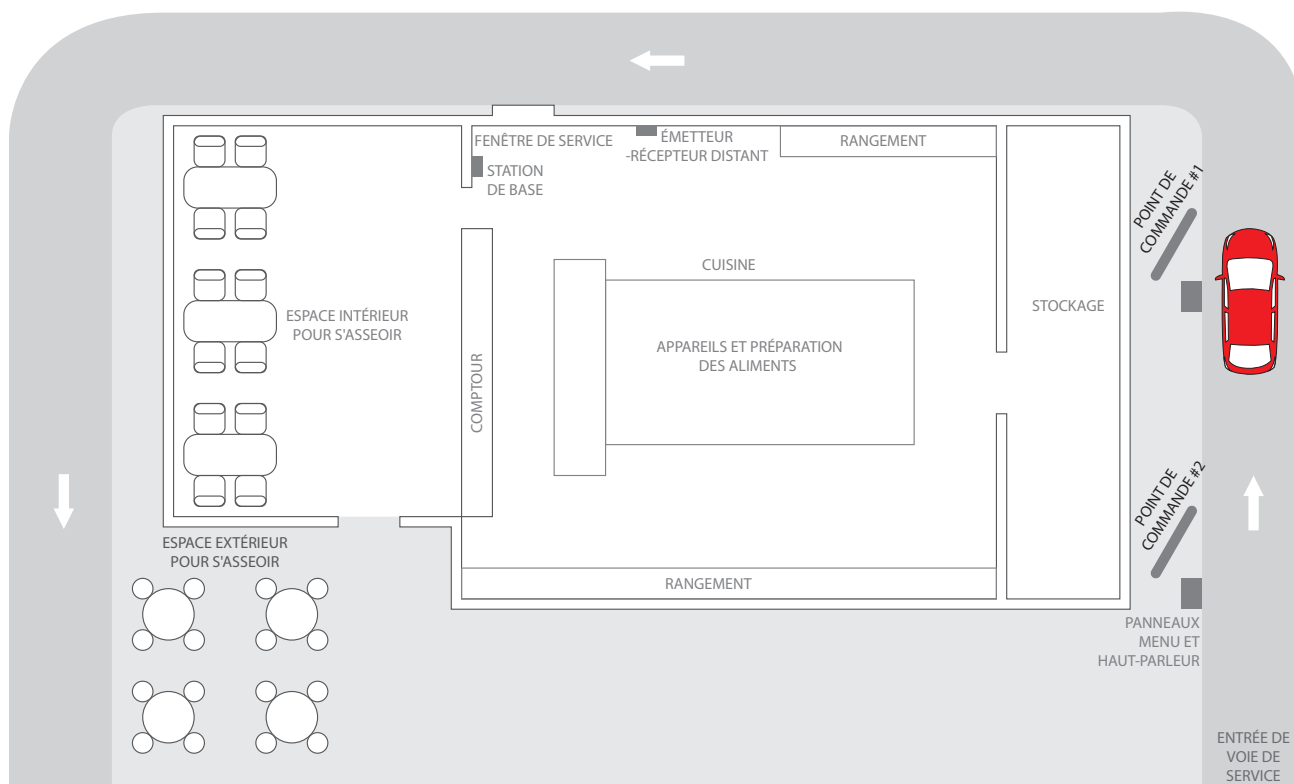 FENÊTRE DE SERVICE
ÉMETTEUR
-RÉCEPTEUR DISTANT
RANGEMENT
STATION
DE BASE
POINT DE
COMMANDE #1
CUISINE
ESPACE INTÉRIEUR
POUR S'ASSEOIR
STOCKAGE
APPAREILS ET PRÉPARATION
DES ALIMENTS
COMPTOUR
POINT DE
COMMANDE #2
ESPACE EXTÉRIEUR
POUR S'ASSEOIR
RANGEMENT
PANNEAUX
MENU ET
HAUT-PARLEUR
ENTRÉE DE
VOIE DE
SERVICE